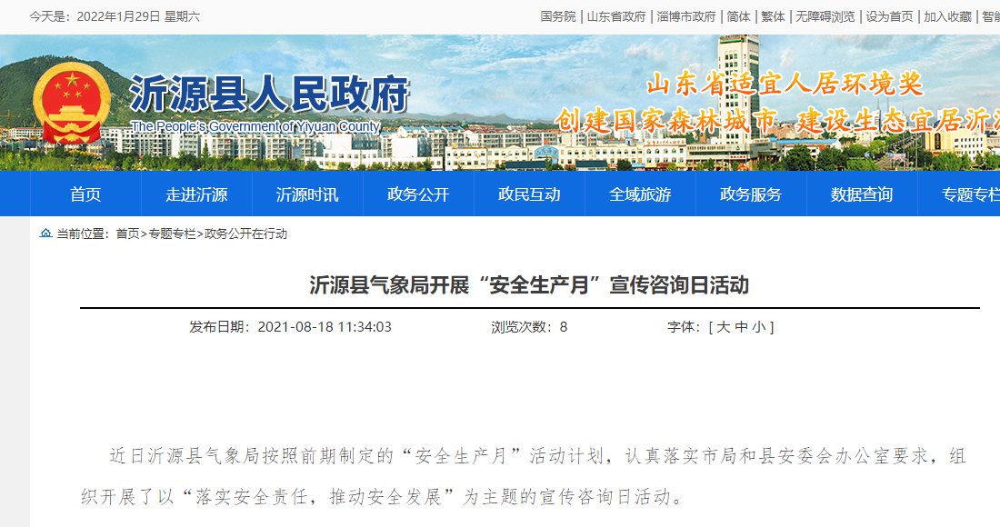 今天是：2022年1月29日 星期六
国务院 | 山东省政府 | 淄博市政府 | 简体 | 繁体 | 无障碍浏览 | 设为首页 | 加入收藏 | 智能
沂源县人民政府
The People's Government of Yiyuan County
山东省适宜人居环境奖
创建国家森林城市 建设生态宜居沂源
首页 走进沂源 沂源时讯 政务公开 政民互动 全域旅游 政务服务 数据查询 专题专栏
当前位置：首页>专题专栏>政务公开在行动
沂源县气象局开展“安全生产月”宣传咨询日活动
发布日期：2021-08-18 11:34:03 浏览次数：8 字体：[ 大 中 小 ]
近日沂源县气象局按照前期制定的“安全生产月”活动计划，认真落实市局和县安委会办公室要求，组
织开展了以“落实安全责任，推动安全发展”为主题的宣传咨询日活动。